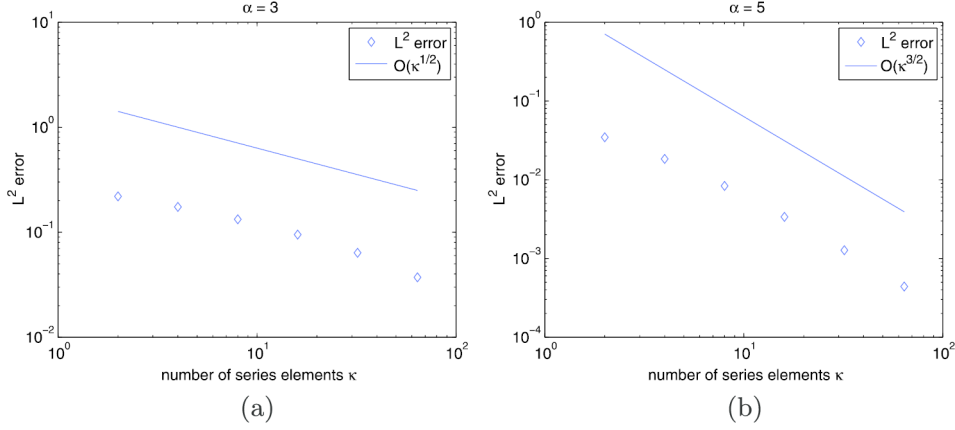 α = 3
10^1
10^0
10^-1
10^-2
L^2 error
10^0
10^1
10^2
number of series elements κ
L^2 error
O(κ^1/2)
(a)
α = 5
10^0
10^-1
10^-2
10^-3
10^-4
L^2 error
10^0
10^1
10^2
number of series elements κ
L^2 error
O(κ^3/2)
(b)